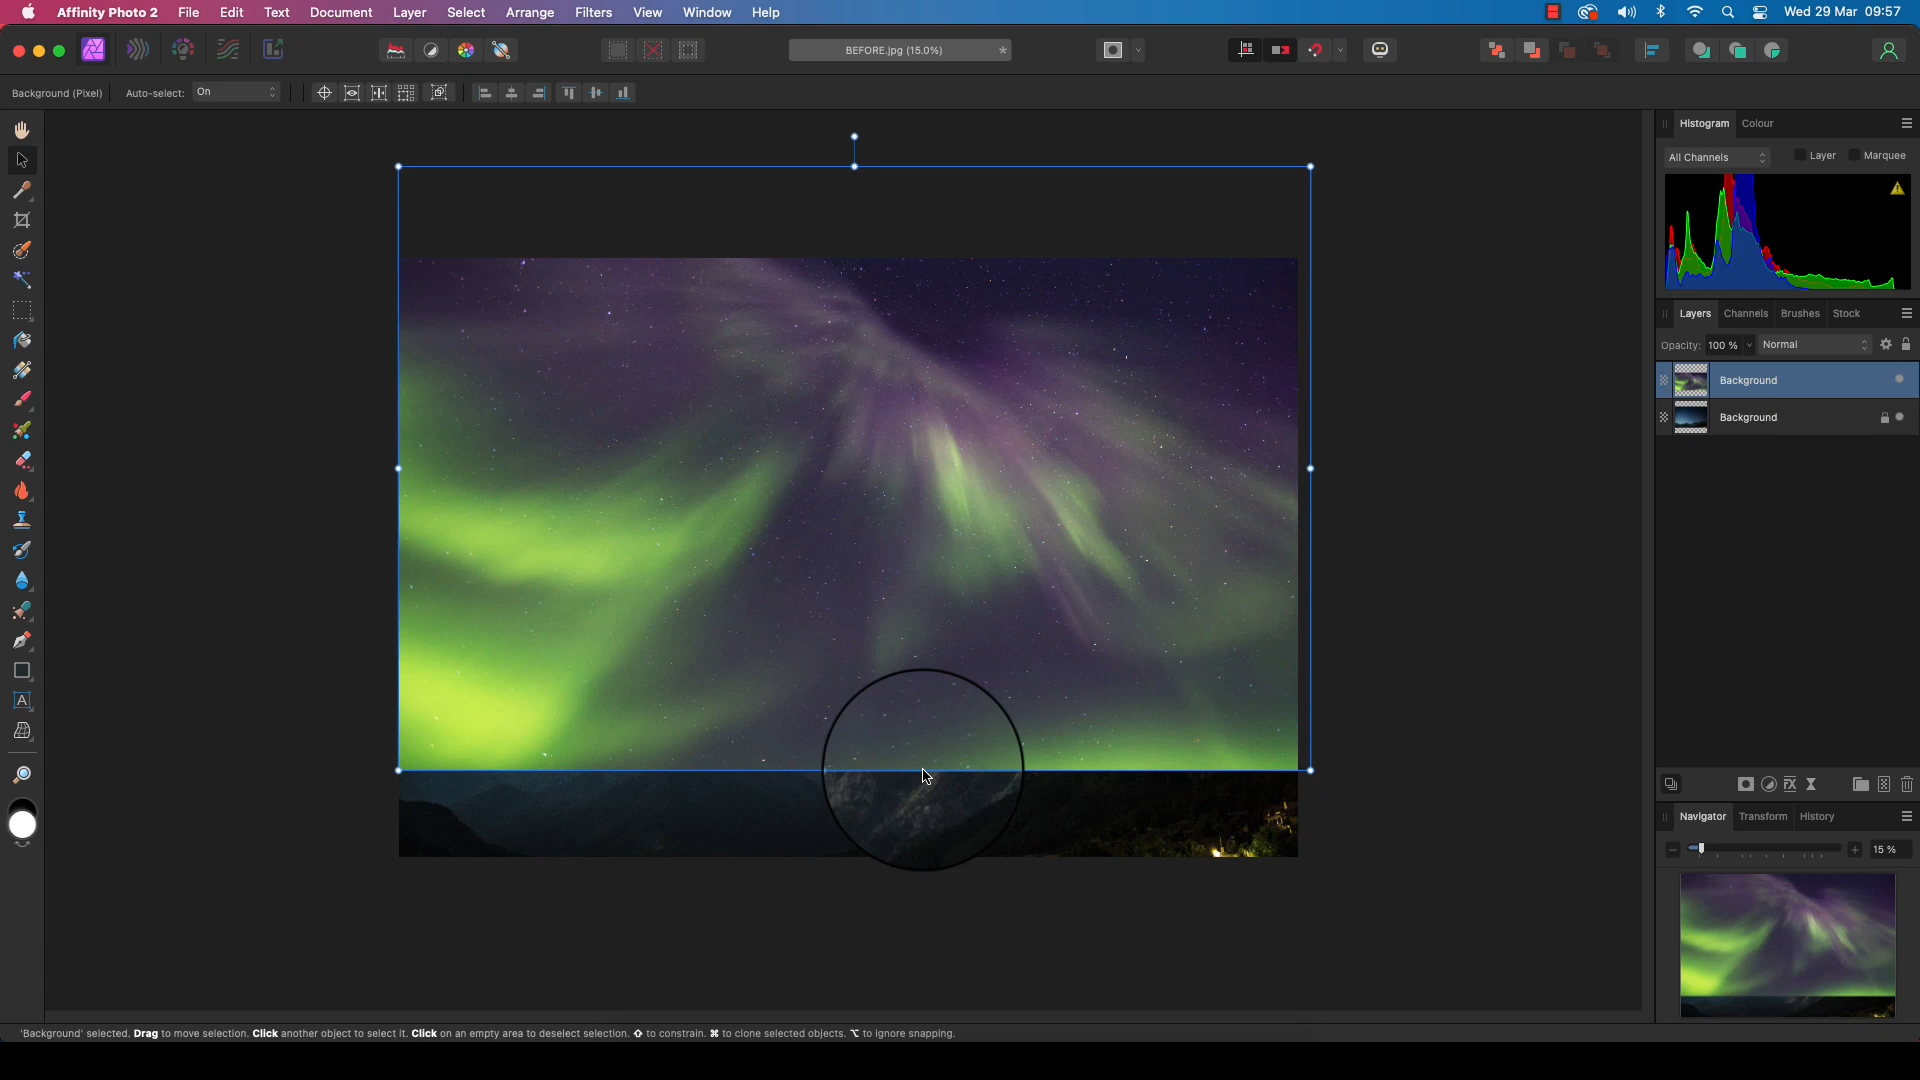 Affinity Photo 2 File Edit Text Document Layer Select Arrange Filters View Window Help Wed 29 Mar 09:57
BEFORE.jpg (15.0%) *
Background (Pixel) Auto-select: On
Histogram Colour
All Channels Layer Marquee
Layers Channels Brushes Stock
Opacity: 100 % Normal
Background
Background
Navigator Transform History
15 %
'Background' selected. Drag to move selection. Click another object to select it. Click on an empty area to deselect selection. ⇧ to constrain. ⌘ to clone selected objects. ⌥ to ignore snapping.